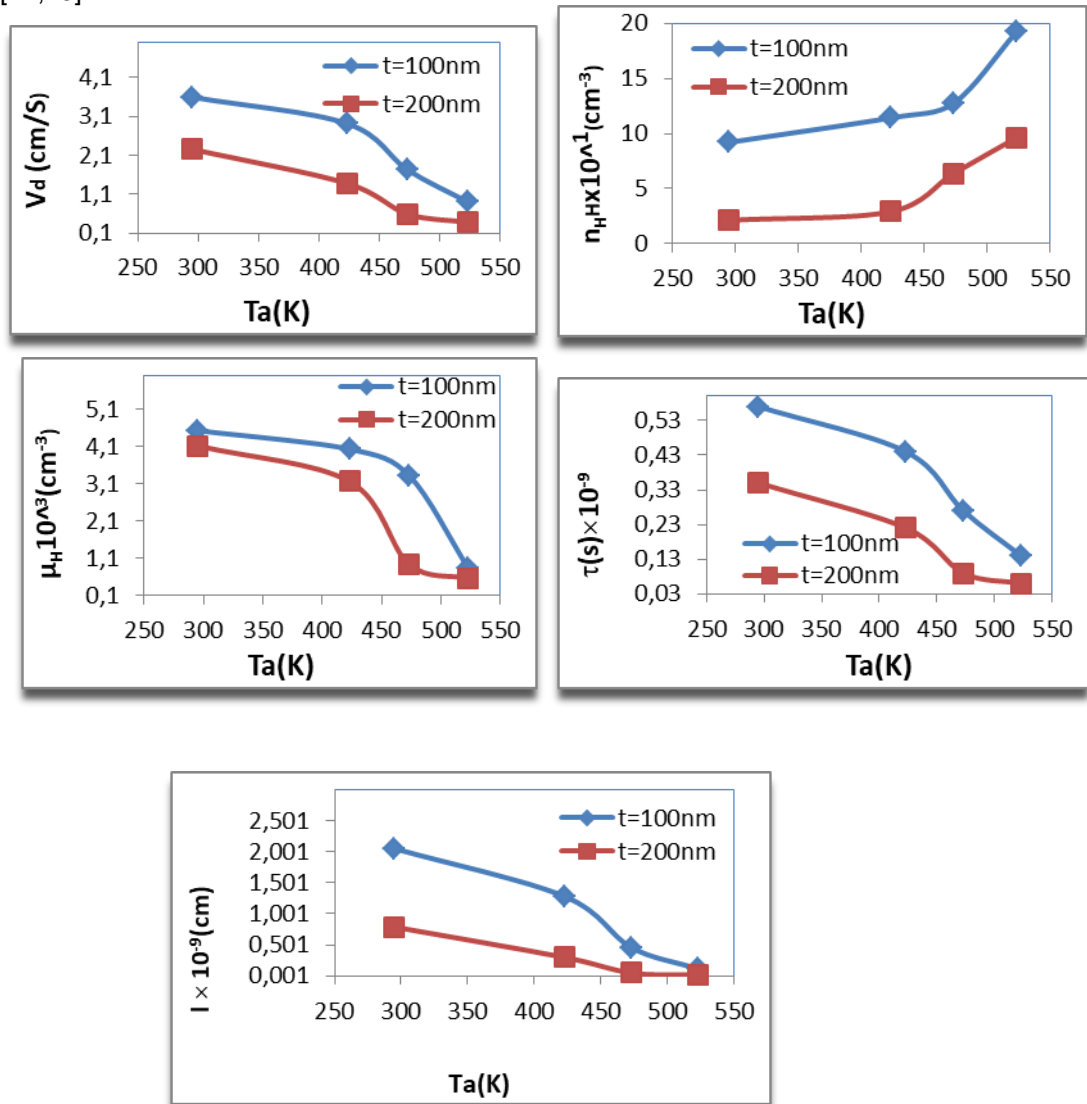 t=100nm
t=200nm
4,1
3,1
2,1
1,1
0,1
250 300 350 400 450 500 550
Vd (cm/S)
Ta(K)
t=100nm
t=200nm
20
15
10
5
0
250 300 350 400 450 500 550
nHHx10^1(cm-3)
Ta(K)
t=100nm
t=200nm
5,1
4,1
3,1
2,1
1,1
0,1
250 300 350 400 450 500 550
μH10^3(cm-3)
Ta(K)
0,53
0,43
0,33
0,23
0,13
0,03
t=100nm
t=200nm
250 300 350 400 450 500 550
τ(s)×10-9
Ta(K)
t=100nm
t=200nm
2,501
2,001
1,501
1,001
0,501
0,001
250 300 350 400 450 500 550
l × 10-9(cm)
Ta(K)